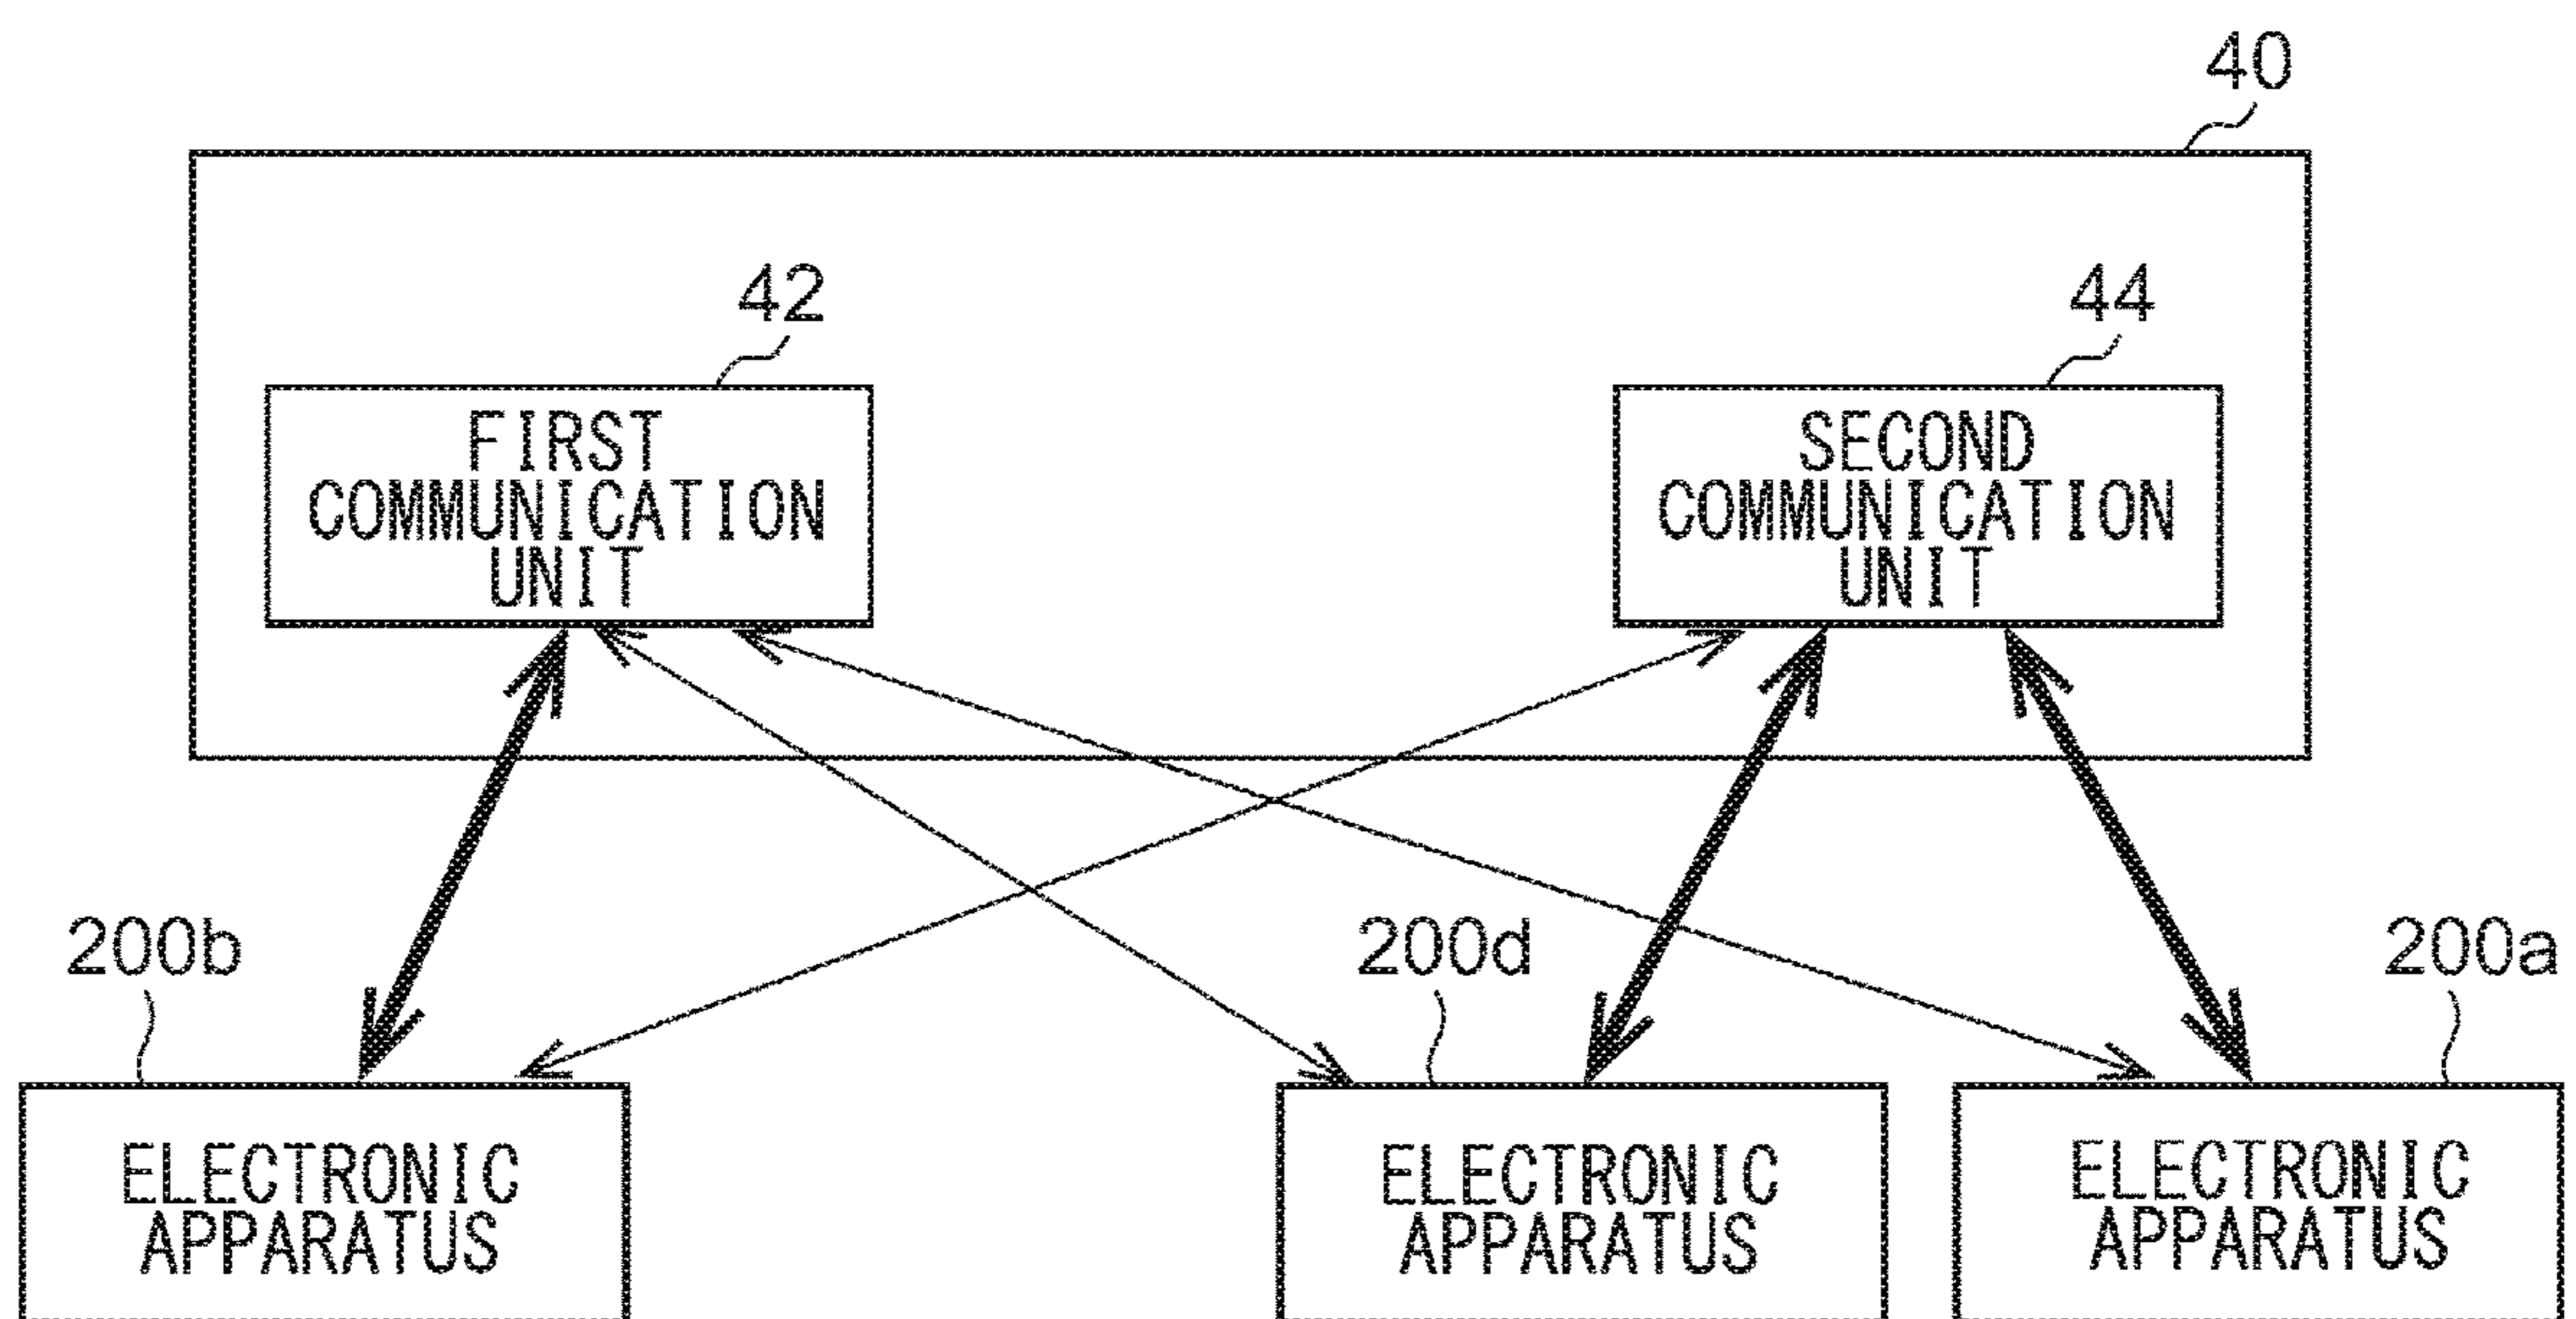 40
42
44
FIRST
COMMUNICATION
UNIT
SECOND
COMMUNICATION
UNIT
200b
200d
200a
ELECTRONIC
APPARATUS
ELECTRONIC
APPARATUS
ELECTRONIC
APPARATUS